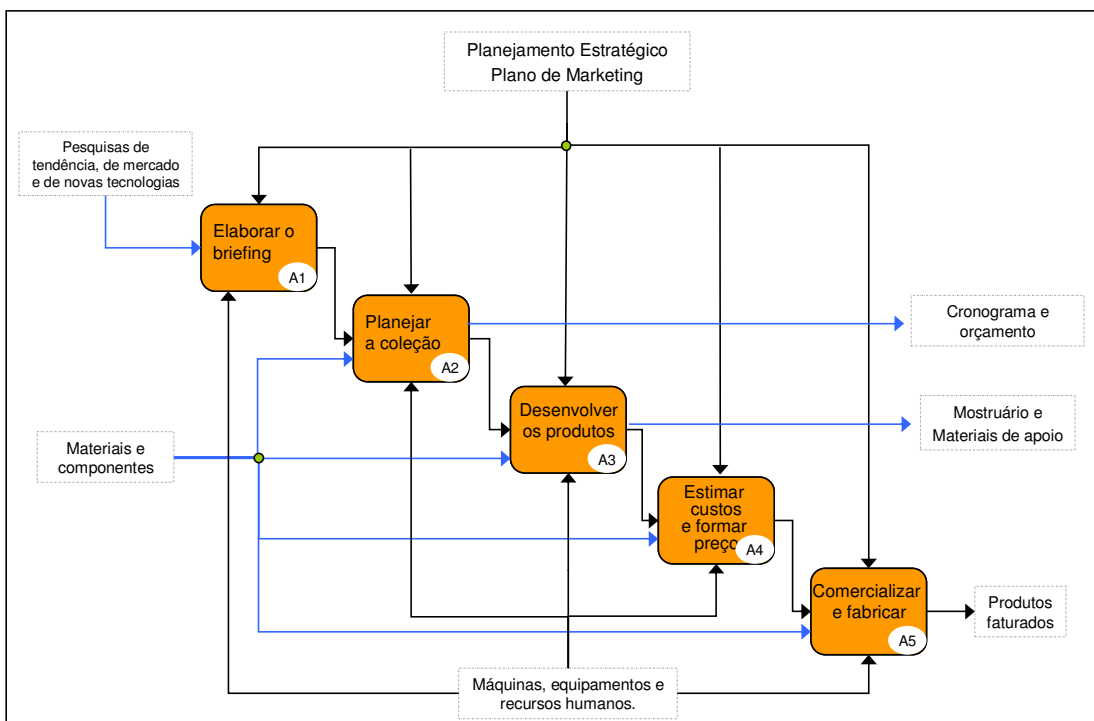 Planejamento Estratégico
Plano de Marketing
Pesquisas de
tendência, de mercado
e de novas tecnologias
Elaborar o
briefing
A1
Planejar
a coleção
A2
Cronograma e
orçamento
Desenvolver
os produtos
A3
Mostruário e
Materiais de apoio
Materiais e
componentes
Estimar
custos
e formar
preço
A4
Comercializar
e fabricar
A5
Produtos
faturados
Máquinas, equipamentos e
recursos humanos.